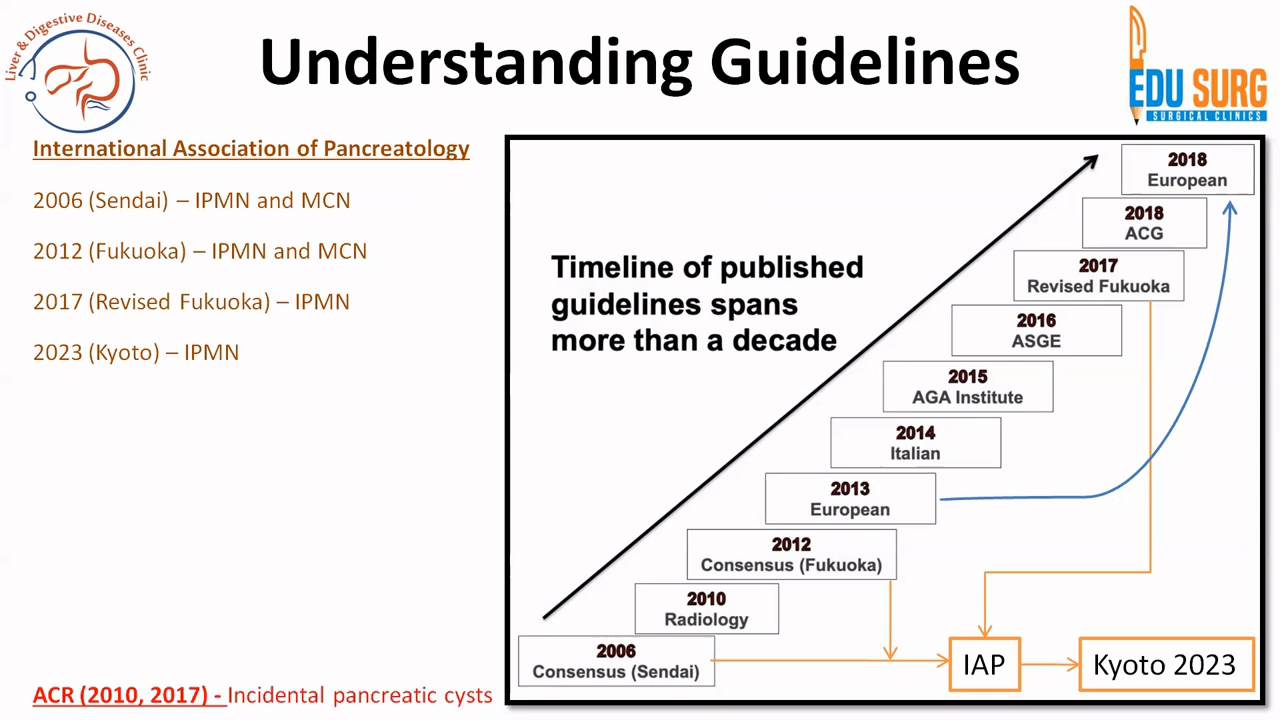 Liver & Digestive Diseases Clinic
Understanding Guidelines
EDU SURG
SURGICAL CLINICS
International Association of Pancreatology
2006 (Sendai) – IPMN and MCN
2012 (Fukuoka) – IPMN and MCN
2017 (Revised Fukuoka) – IPMN
2023 (Kyoto) – IPMN
ACR (2010, 2017) - Incidental pancreatic cysts
Timeline of published
guidelines spans
more than a decade
2018
European
2018
ACG
2017
Revised Fukuoka
2016
ASGE
2015
AGA Institute
2014
Italian
2013
European
2012
Consensus (Fukuoka)
2010
Radiology
2006
Consensus (Sendai)
IAP
Kyoto 2023